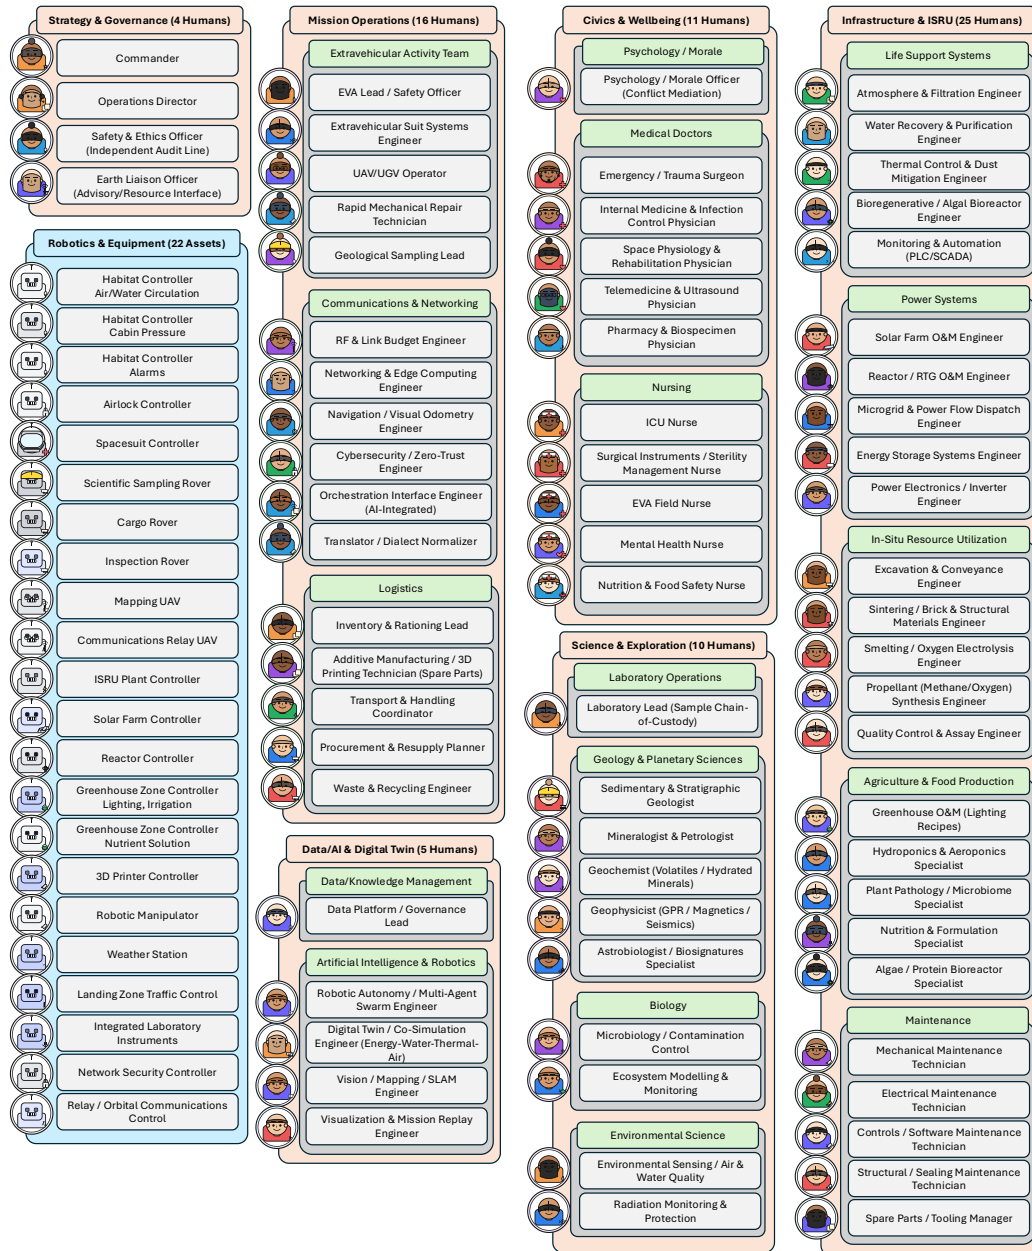 Strategy & Governance (4 Humans)
Commander
Operations Director
Safety & Ethics Officer
(Independent Audit Line)
Earth Liaison Officer
(Advisory/Resource Interface)
Robotics & Equipment (22 Assets)
Habitat Controller
Air/Water Circulation
Habitat Controller
Cabin Pressure
Habitat Controller
Alarms
Airlock Controller
Spacesuit Controller
Scientific Sampling Rover
Cargo Rover
Inspection Rover
Mapping UAV
Communications Relay UAV
ISRU Plant Controller
Solar Farm Controller
Reactor Controller
Greenhouse Zone Controller
Lighting, Irrigation
Greenhouse Zone Controller
Nutrient Solution
3D Printer Controller
Robotic Manipulator
Weather Station
Landing Zone Traffic Control
Integrated Laboratory
Instruments
Network Security Controller
Relay / Orbital Communications
Control
Mission Operations (16 Humans)
Extravehicular Activity Team
EVA Lead / Safety Officer
Extravehicular Suit Systems
Engineer
UAV/UGV Operator
Rapid Mechanical Repair
Technician
Geological Sampling Lead
Communications & Networking
RF & Link Budget Engineer
Networking & Edge Computing
Engineer
Navigation / Visual Odometry
Engineer
Cybersecurity / Zero-Trust
Engineer
Orchestration Interface Engineer
(AI-Integrated)
Translator / Dialect Normalizer
Logistics
Inventory & Rationing Lead
Additive Manufacturing / 3D
Printing Technician (Spare Parts)
Transport & Handling
Coordinator
Procurement & Resupply Planner
Waste & Recycling Engineer
Data/AI & Digital Twin (5 Humans)
Data/Knowledge Management
Data Platform / Governance
Lead
Artificial Intelligence & Robotics
Robotic Autonomy / Multi-Agent
Swarm Engineer
Digital Twin / Co-Simulation
Engineer (Energy-Water-Thermal-
Air)
Vision / Mapping / SLAM
Engineer
Visualization & Mission Replay
Engineer
Civics & Wellbeing (11 Humans)
Psychology / Morale
Psychology / Morale Officer
(Conflict Mediation)
Medical Doctors
Emergency / Trauma Surgeon
Internal Medicine & Infection
Control Physician
Space Physiology &
Rehabilitation Physician
Telemedicine & Ultrasound
Physician
Pharmacy & Biospecimen
Physician
Nursing
ICU Nurse
Surgical Instruments / Sterility
Management Nurse
EVA Field Nurse
Mental Health Nurse
Nutrition & Food Safety Nurse
Science & Exploration (10 Humans)
Laboratory Operations
Laboratory Lead (Sample Chain-
of-Custody)
Geology & Planetary Sciences
Sedimentary & Stratigraphic
Geologist
Mineralogist & Petrologist
Geochemist (Volatiles / Hydrated
Minerals)
Geophysicist (GPR / Magnetics /
Seismics)
Astrobiologist / Biosignatures
Specialist
Biology
Microbiology / Contamination
Control
Ecosystem Modelling &
Monitoring
Environmental Science
Environmental Sensing / Air &
Water Quality
Radiation Monitoring &
Protection
Infrastructure & ISRU (25 Humans)
Life Support Systems
Atmosphere & Filtration Engineer
Water Recovery & Purification
Engineer
Thermal Control & Dust
Mitigation Engineer
Bioregenerative / Algal Bioreactor
Engineer
Monitoring & Automation
(PLC/SCADA)
Power Systems
Solar Farm O&M Engineer
Reactor / RTG O&M Engineer
Microgrid & Power Flow Dispatch
Engineer
Energy Storage Systems Engineer
Power Electronics / Inverter
Engineer
In-Situ Resource Utilization
Excavation & Conveyance
Engineer
Sintering / Brick & Structural
Materials Engineer
Smelting / Oxygen Electrolysis
Engineer
Propellant (Methane/Oxygen)
Synthesis Engineer
Quality Control & Assay Engineer
Agriculture & Food Production
Greenhouse O&M (Lighting
Recipes)
Hydroponics & Aeroponics
Specialist
Plant Pathology / Microbiome
Specialist
Nutrition & Formulation
Specialist
Algae / Protein Bioreactor
Specialist
Maintenance
Mechanical Maintenance
Technician
Electrical Maintenance
Technician
Controls / Software Maintenance
Technician
Structural / Sealing Maintenance
Technician
Spare Parts / Tooling Manager